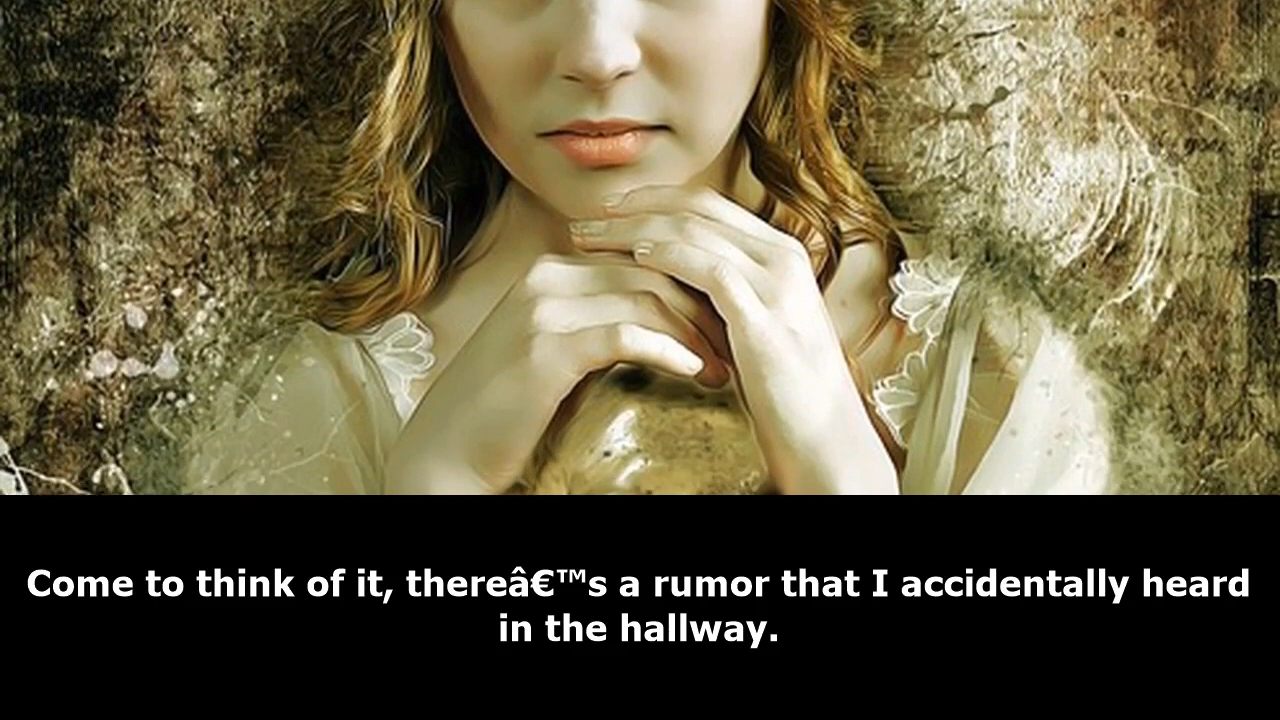 Come to think of it, thereâ€™s a rumor that I accidentally heard
in the hallway.